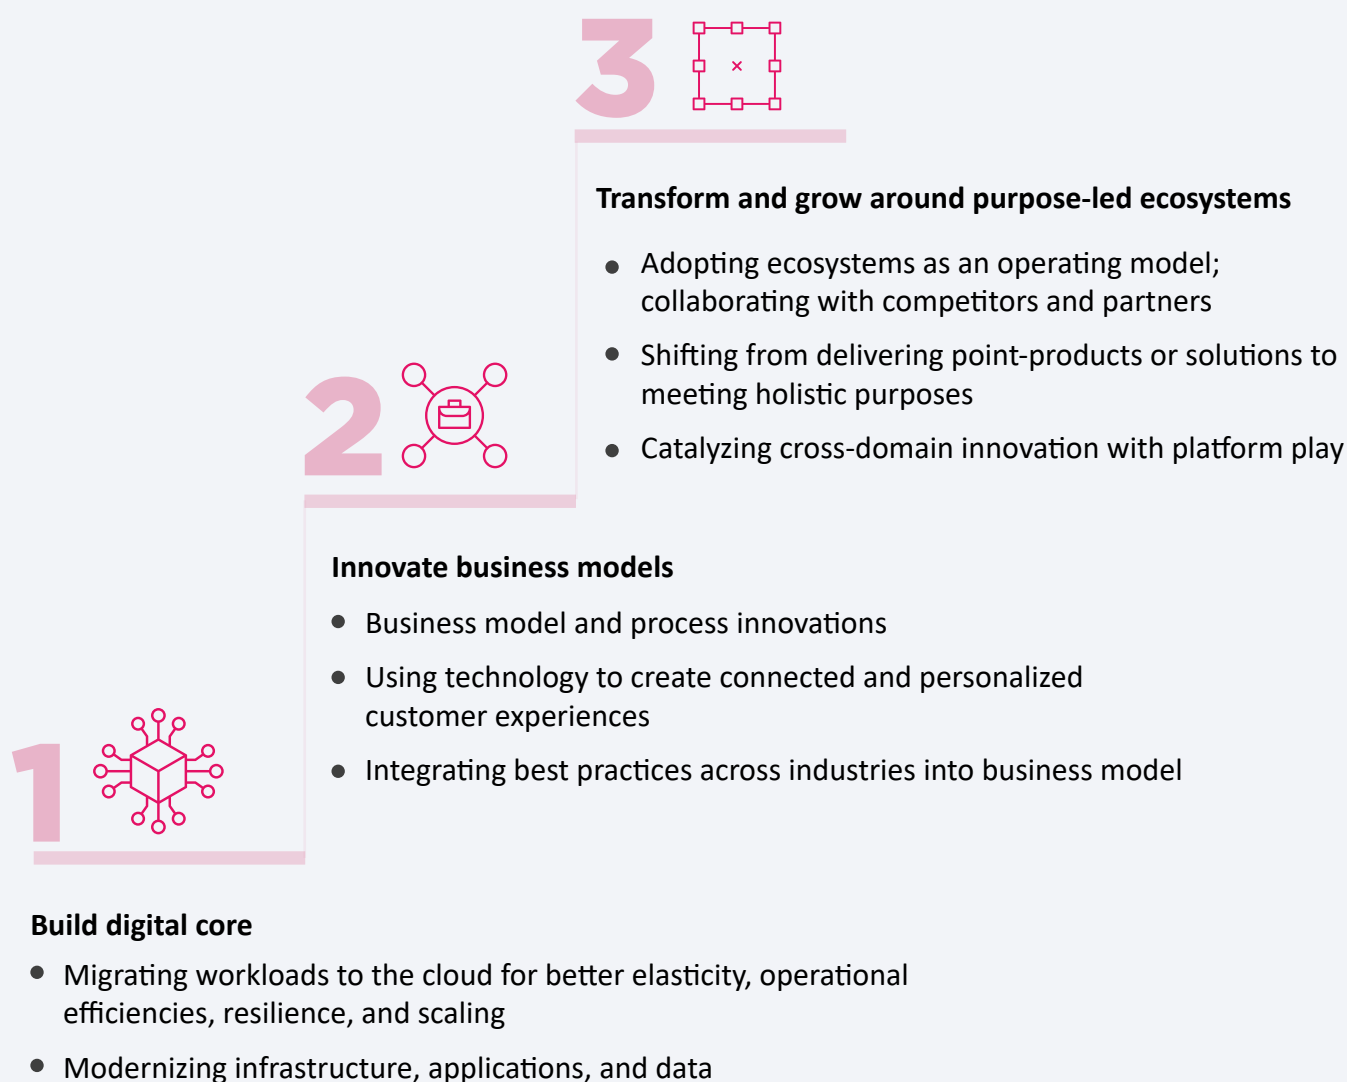 3
Transform and grow around purpose-led ecosystems
Adopting ecosystems as an operating model;
collaborating with competitors and partners
Shifting from delivering point-products or solutions to
meeting holistic purposes
Catalyzing cross-domain innovation with platform play
2
Innovate business models
Business model and process innovations
Using technology to create connected and personalized
customer experiences
Integrating best practices across industries into business model
1
Build digital core
Migrating workloads to the cloud for better elasticity, operational
efficiencies, resilience, and scaling
Modernizing infrastructure, applications, and data